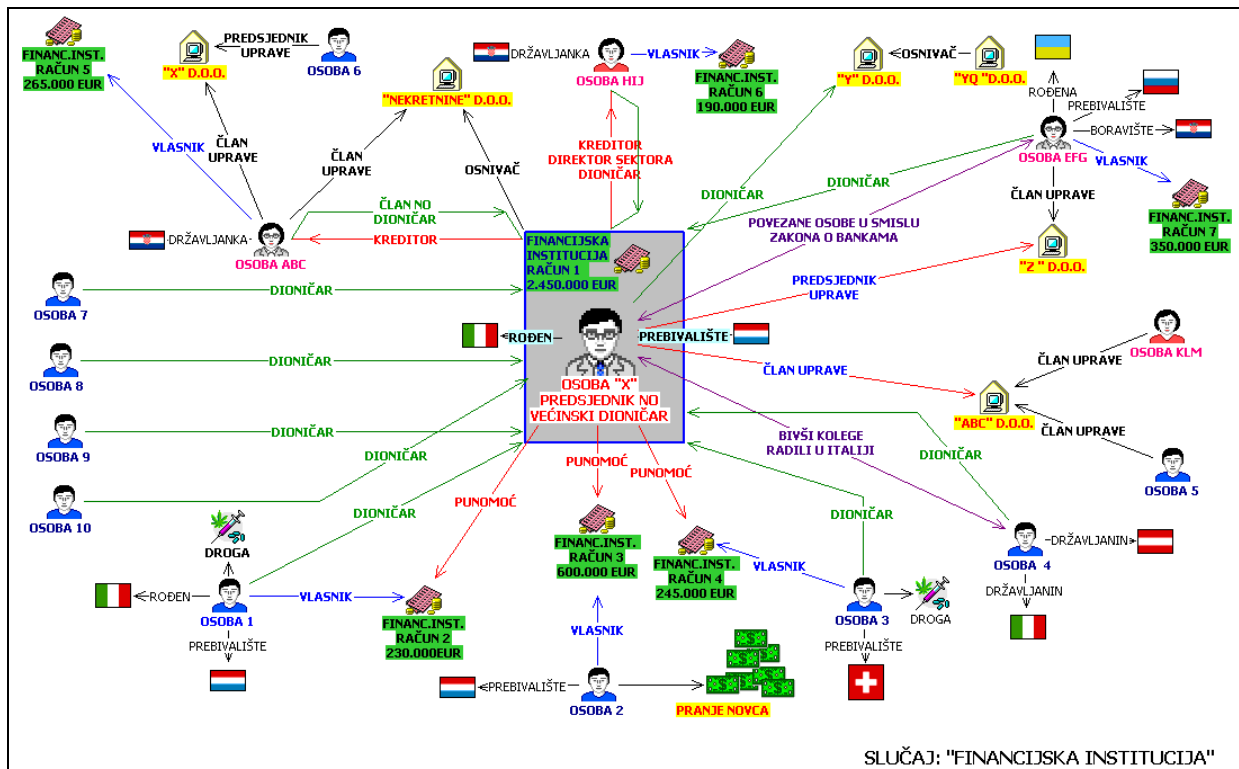 FINANC.INST.
RAČUN 5
265.000 EUR
"X" D.O.O.
PREDSJEDNIK
UPRAVE
OSOBA 6
"NEKRETNINE" D.O.O.
DRŽAVLJANKA
OSOBA HIJ
VLASNIK
FINANC.INST.
RAČUN 6
190.000 EUR
"Y" D.O.O.
OSNIVAČ
"YQ "D.O.O.
ROĐENA
PREBIVALIŠTE
BORAVIŠTE
OSOBA EFG
VLASNIK
FINANC.INST.
RAČUN 7
350.000 EUR
ČLAN UPRAVE
"Z" D.O.O.
VLASNIK
ČLAN
UPRAVE
ČLAN
UPRAVE
OSNIVAČ
KREDITOR
DIREKTOR SEKTORA
DIONIČAR
DIONIČAR
DIONIČAR
POVEZANE OSOBE U SMISLU
ZAKONA O BANKAMA
ČLAN NO
DIONIČAR
KREDITOR
DRŽAVLJANKA
OSOBA ABC
FINANCIJSKA
INSTITUCIJA
RAČUN 1
2.450.000 EUR
PREDSJEDNIK
UPRAVE
DIONIČAR
OSOBA 7
ROĐEN
PREBIVALIŠTE
DIONIČAR
OSOBA 8
OSOBA "X"
PREDSJEDNIK NO
VEĆINSKI DIONIČAR
ČLAN UPRAVE
ČLAN UPRAVE
OSOBA KLM
"ABC" D.O.O.
ČLAN UPRAVE
OSOBA 5
DIONIČAR
OSOBA 9
BIVŠI KOLEGE
RADILI U ITALIJI
DIONIČAR
DIONIČAR
OSOBA 10
DIONIČAR
PUNOMOĆ
PUNOMOĆ
PUNOMOĆ
DIONIČAR
DROGA
ROĐEN
OSOBA 1
VLASNIK
PREBIVALIŠTE
FINANC.INST.
RAČUN 2
230.000EUR
FINANC.INST.
RAČUN 3
600.000 EUR
FINANC.INST.
RAČUN 4
245.000 EUR
VLASNIK
VLASNIK
OSOBA 3
DROGA
PREBIVALIŠTE
OSOBA 4
DRŽAVLJANIN
DRŽAVLJANIN
PREBIVALIŠTE
OSOBA 2
PRANJE NOVCA
SLUČAJ: "FINANCIJSKA INSTITUCIJA"